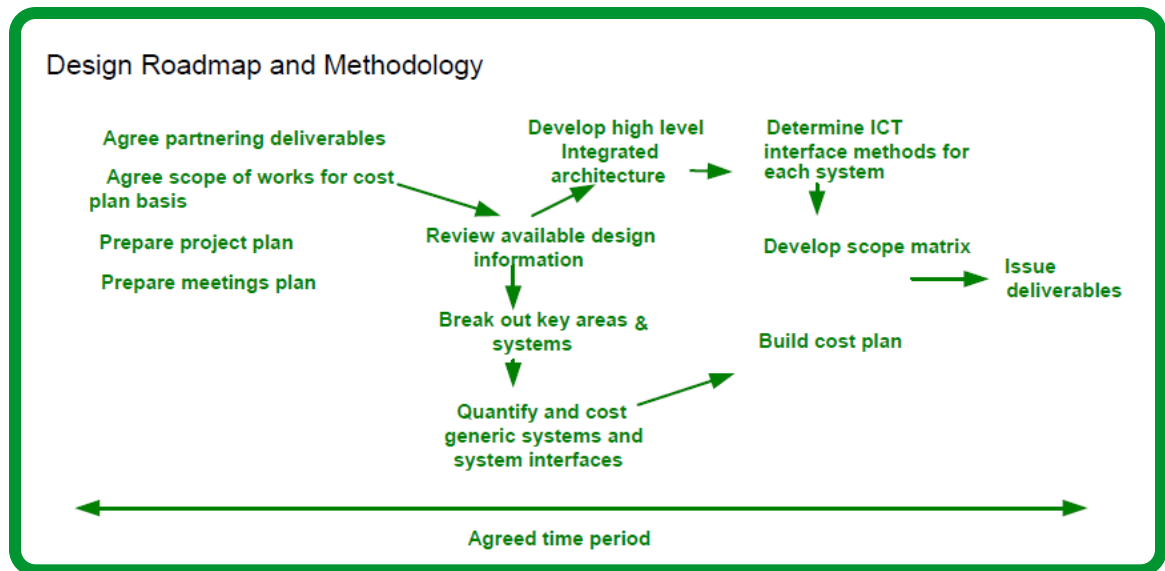 Design Roadmap and Methodology
Agree partnering deliverables
Agree scope of works for cost
plan basis
Prepare project plan
Prepare meetings plan
Review available design
information
Develop high level
Integrated
architecture
Break out key areas &
systems
Quantify and cost
generic systems and
system interfaces
Determine ICT
interface methods for
each system
Develop scope matrix
Build cost plan
Issue
deliverables
Agreed time period